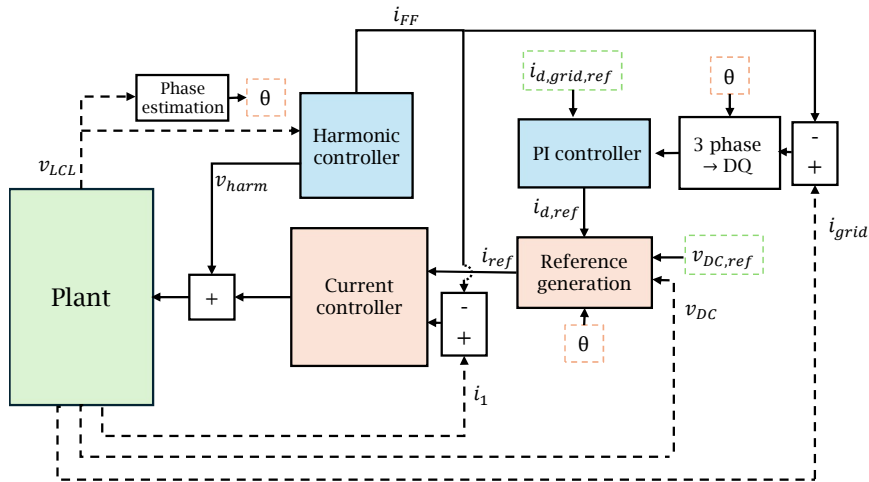 i_FF
Phase
estimation
θ
i_d,grid,ref
θ
Harmonic
controller
PI controller
3 phase
→ DQ
-
+
v_LCL
v_harm
i_d,ref
i_grid
Plant
+
Current
controller
i_ref
Reference
generation
v_DC,ref
-
+
v_DC
θ
i_1